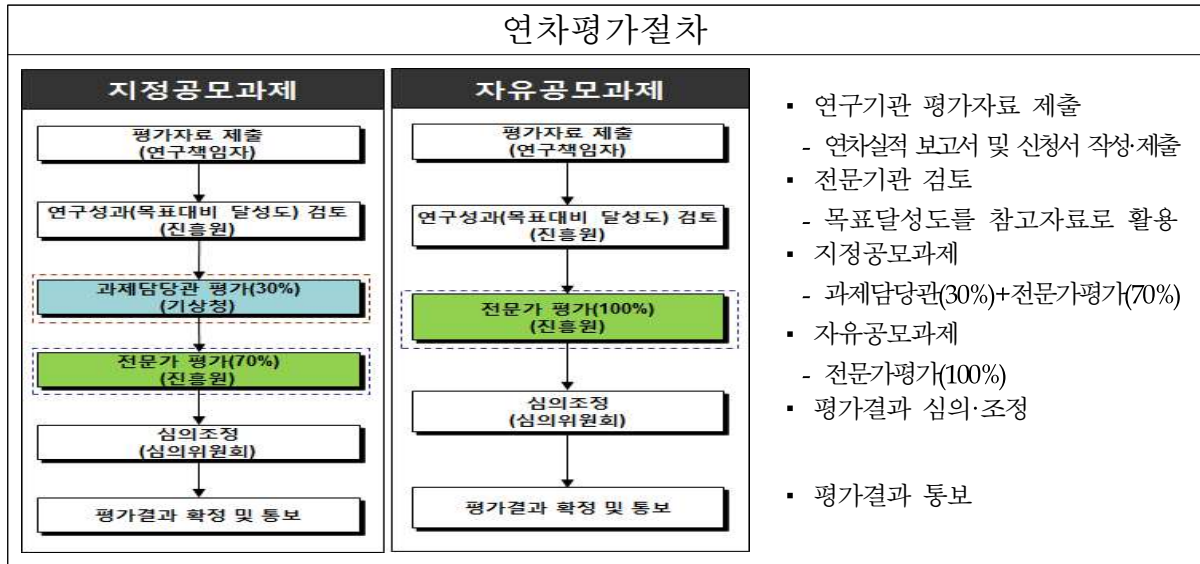 연차평가절차
지정공모과제
평가자료 제출
(연구책임자)
연구성과(목표대비 달성도) 검토
(진흥원)
과제담당관 평가(30%)
(기상청)
전문가 평가(70%)
(진흥원)
심의조정
(심의위원회)
평가결과 확정 및 통보
자유공모과제
평가자료 제출
(연구책임자)
연구성과(목표대비 달성도) 검토
(진흥원)
전문가 평가(100%)
(진흥원)
심의조정
(심의위원회)
평가결과 확정 및 통보
▪ 연구기관 평가자료 제출
- 연차실적 보고서 및 신청서 작성·제출
▪ 전문기관 검토
- 목표달성도를 참고자료로 활용
▪ 지정공모과제
- 과제담당관(30%)+전문가평가(70%)
▪ 자유공모과제
- 전문가평가(100%)
▪ 평가결과 심의·조정
▪ 평가결과 통보